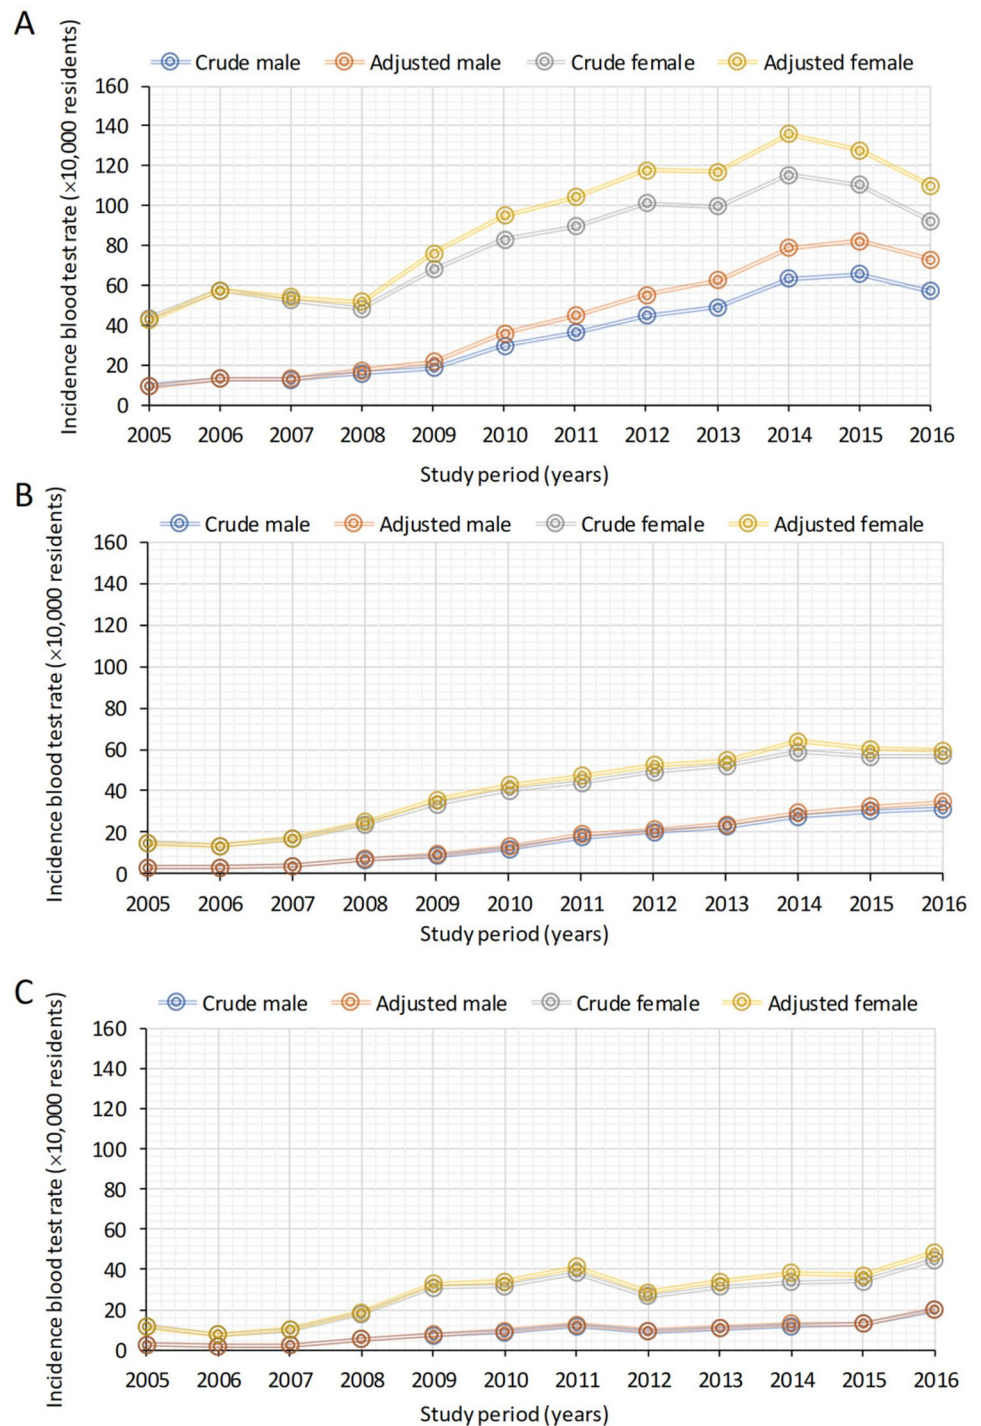 A
Incidence blood test rate (×10,000 residents)
Crude male Adjusted male Crude female Adjusted female
160
140
120
100
80
60
40
20
0
2005 2006 2007 2008 2009 2010 2011 2012 2013 2014 2015 2016
Study period (years)
B
Incidence blood test rate (×10,000 residents)
Crude male Adjusted male Crude female Adjusted female
160
140
120
100
80
60
40
20
0
2005 2006 2007 2008 2009 2010 2011 2012 2013 2014 2015 2016
Study period (years)
C
Incidence blood test rate (×10,000 residents)
Crude male Adjusted male Crude female Adjusted female
160
140
120
100
80
60
40
20
0
2005 2006 2007 2008 2009 2010 2011 2012 2013 2014 2015 2016
Study period (years)